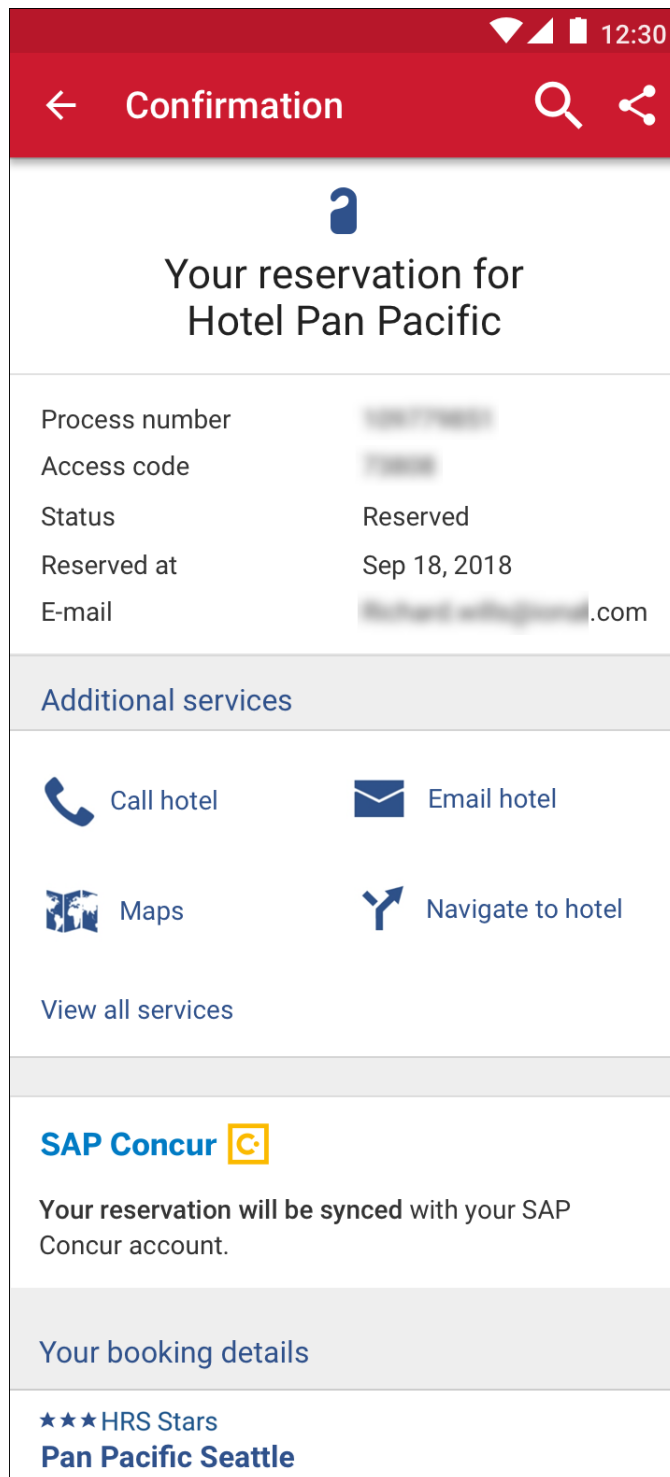 12:30
Confirmation
Your reservation for
Hotel Pan Pacific
Process number
Access code
Status Reserved
Reserved at Sep 18, 2018
E-mail .com
Additional services
Call hotel Email hotel
Maps Navigate to hotel
View all services
SAP Concur C
Your reservation will be synced with your SAP
Concur account.
Your booking details
HRS Stars
Pan Pacific Seattle